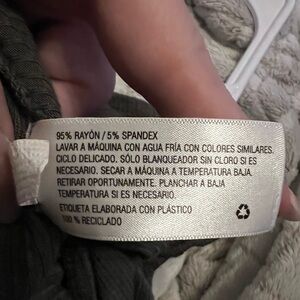 95% RAYÓN / 5% SPANDEX
LAVAR A MÁQUINA CON AGUA FRÍA CON COLORES SIMILARES.
CICLO DELICADO. SÓLO BLANQUEADOR SIN CLORO SI ES
NECESARIO. SECAR A MÁQUINA A TEMPERATURA BAJA.
RETIRAR OPORTUNAMENTE. PLANCHAR A BAJA
TEMPERATURA SI ES NECESARIO.
ETIQUETA ELABORADA CON PLÁSTICO
100 % RECICLADO